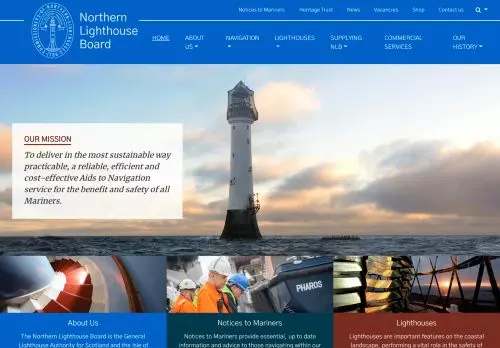 Notices to Mariners Heritage Trust News Vacancies Shop Contact us
Northern
Lighthouse
Board
HOME ABOUT US NAVIGATION LIGHTHOUSES SUPPLYING NLB COMMERCIAL SERVICES OUR HISTORY
OUR MISSION
To deliver in the most sustainable way
practicable, a reliable, efficient and
cost-effective Aids to Navigation
service for the benefit and safety of all
Mariners.
PHAROS
About Us
The Northern Lighthouse Board is the General
Lighthouse Authority for Scotland and the Isle of
Notices to Mariners
Notices to Mariners provide essential, up to date
information and advice to those navigating within our
Lighthouses
Lighthouses are important features on the coastal
landscape, performing a vital role in the safety of